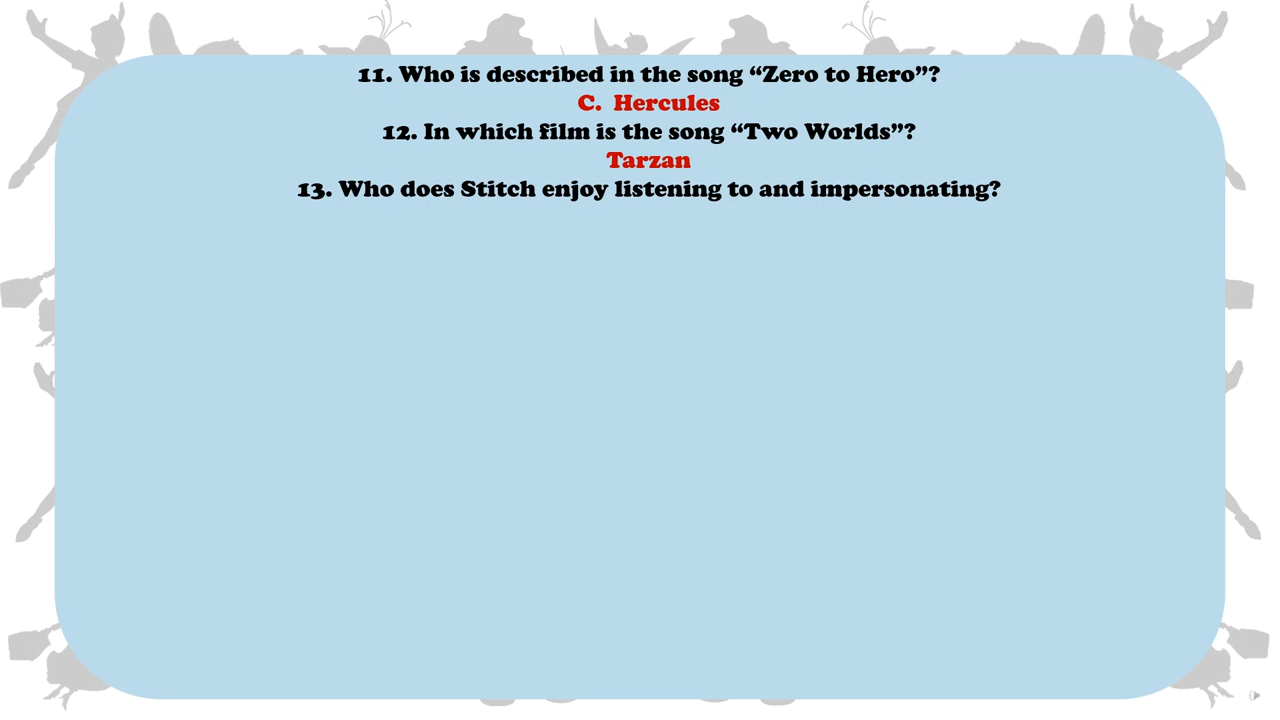 11. Who is described in the song “Zero to Hero”?
C. Hercules
12. In which film is the song “Two Worlds”?
Tarzan
13. Who does Stitch enjoy listening to and impersonating?